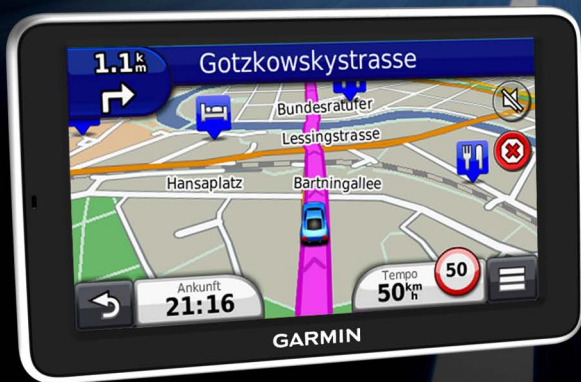 1.1 km
Gotzkowskystrasse
Bundesratufer
Lessingstrasse
Hansaplatz
Bartningallee
Ankunft
21:16
Tempo
50 km/h
50
GARMIN